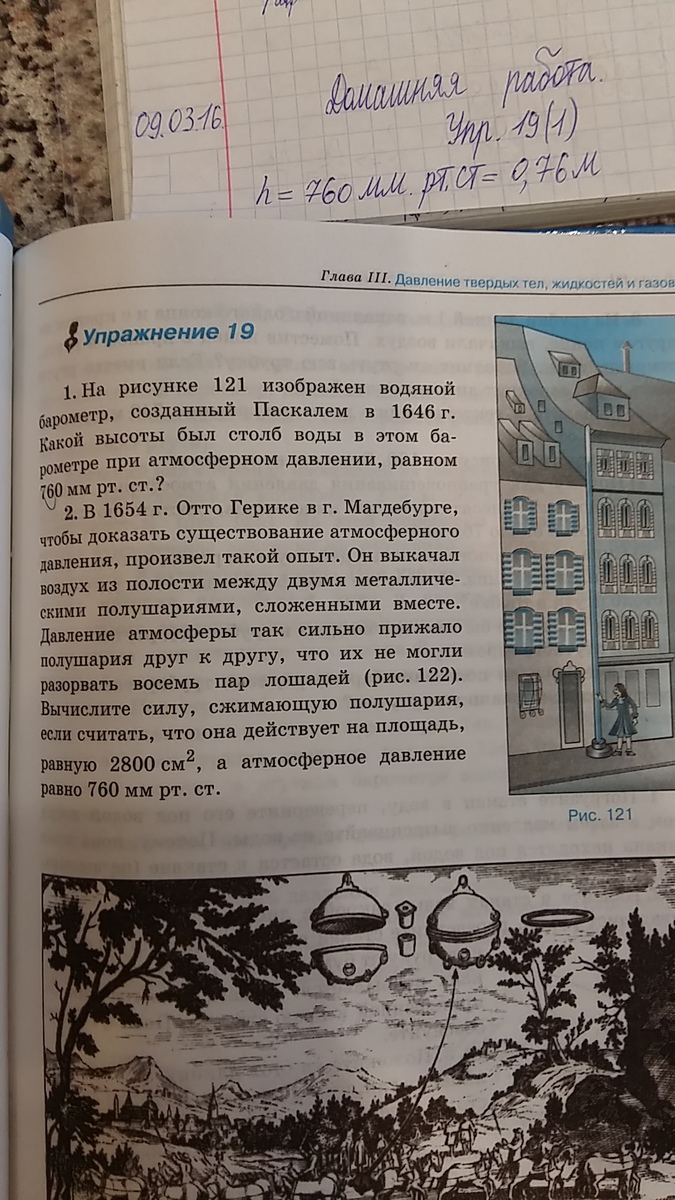 Домашняя работа.
09.03.16.
Упр. 19(1)
h = 760 мм. рт.ст = 0,76 м
Глава III. Давление твердых тел, жидкостей и газов
Упражнение 19
1. На рисунке 121 изображен водяной
барометр, созданный Паскалем в 1646 г.
Какой высоты был столб воды в этом ба-
рометре при атмосферном давлении, равном
760 мм рт. ст.?
2. В 1654 г. Отто Герике в г. Магдебурге,
чтобы доказать существование атмосферного
давления, произвел такой опыт. Он выкачал
воздух из полости между двумя металличе-
скими полушариями, сложенными вместе.
Давление атмосферы так сильно прижало
полушария друг к другу, что их не могли
разорвать восемь пар лошадей (рис. 122).
Вычислите силу, сжимающую полушария,
если считать, что она действует на площадь,
равную 2800 см², а атмосферное давление
равно 760 мм рт. ст.
Рис. 121